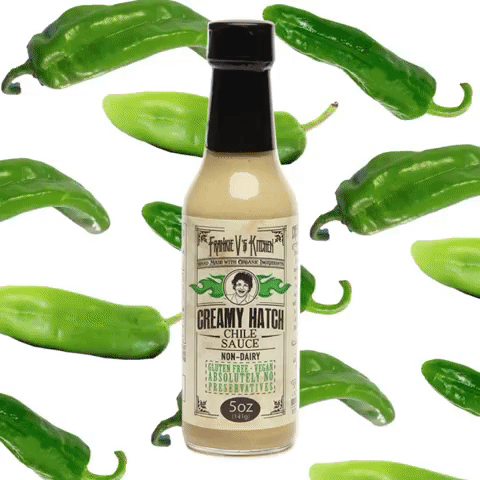 Frankie V's Kitchen
Hand Made with Organic Ingredients
CREAMY HATCH
CHILE
SAUCE
NON-DAIRY
GLUTEN FREE - VEGAN
ABSOLUTELY NO
PRESERVATIVES
5oz
(141g)